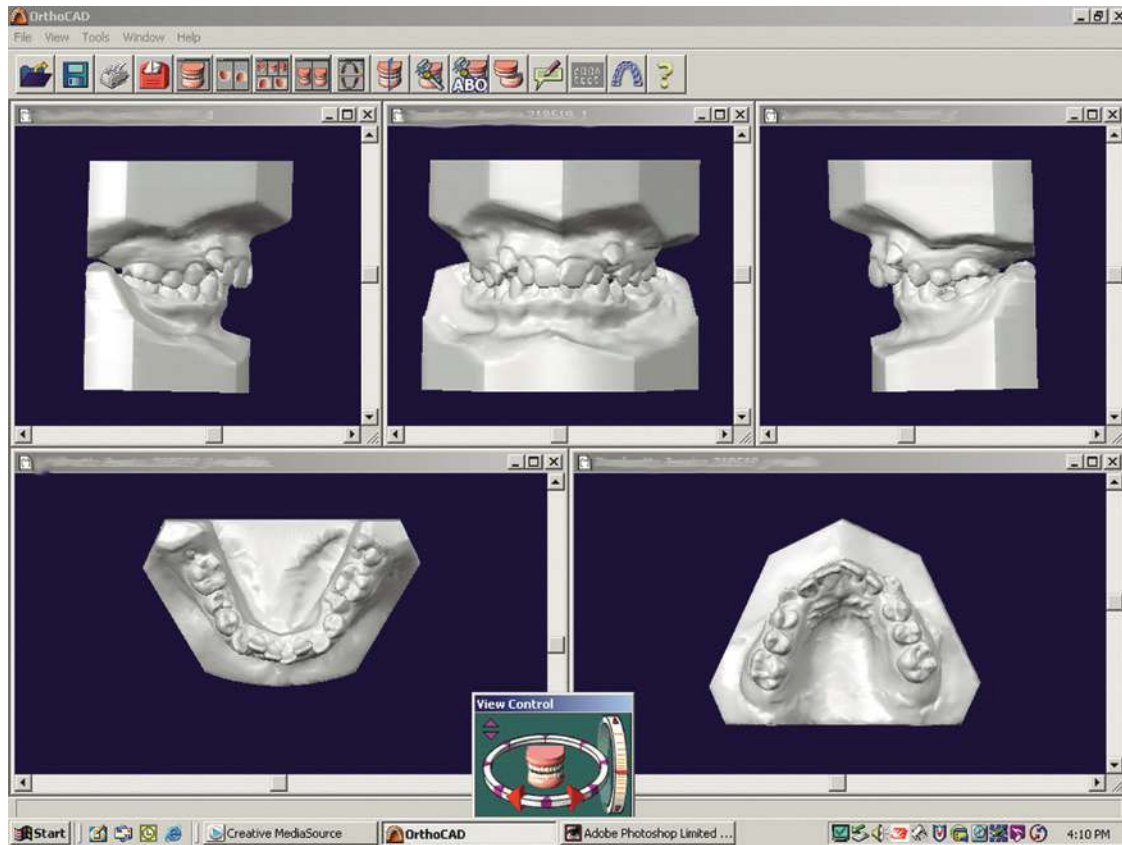 OrthoCAD
File View Tools Window Help
ABO
View Control
Start Creative MediaSource OrthoCAD Adobe Photoshop Limited ... 4:10 PM